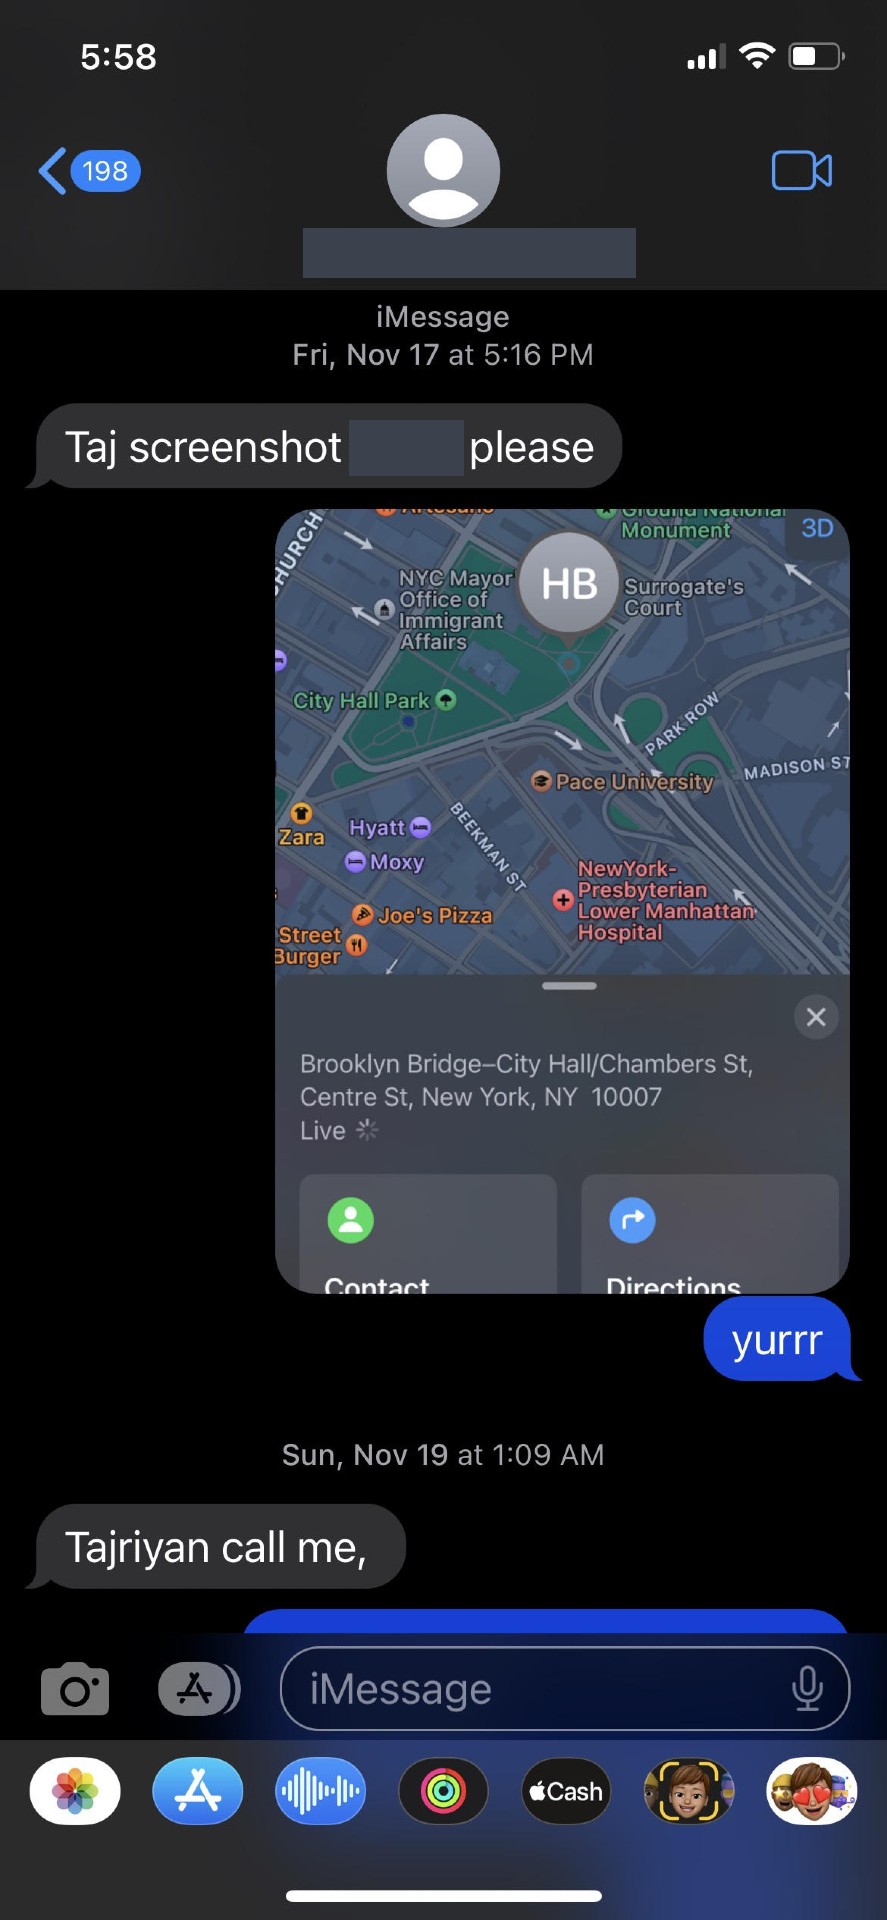 5:58
198
iMessage
Fri, Nov 17 at 5:16 PM
Taj screenshot please
Monument
3D
NYC Mayor
Office of
Immigrant
Affairs
HB
Surrogate's
Court
City Hall Park
PARK ROW
MADISON ST
Pace University
Zara
Hyatt
Moxy
BEEKMAN ST
Joe's Pizza
Street
Burger
NewYork-
Presbyterian
Lower Manhattan
Hospital
Brooklyn Bridge–City Hall/Chambers St,
Centre St, New York, NY 10007
Live
Contact
Directions
yurrr
Sun, Nov 19 at 1:09 AM
Tajriyan call me,
iMessage
Cash